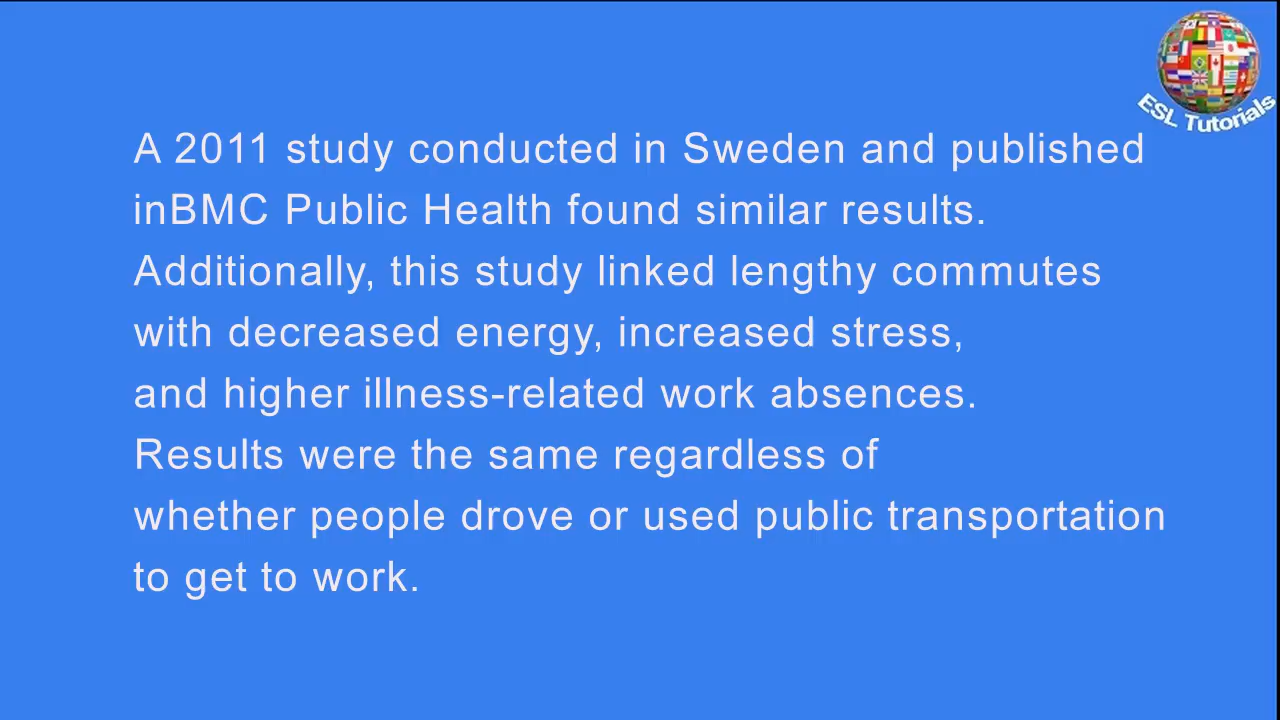 ESL Tutorials
A 2011 study conducted in Sweden and published
inBMC Public Health found similar results.
Additionally, this study linked lengthy commutes
with decreased energy, increased stress,
and higher illness-related work absences.
Results were the same regardless of
whether people drove or used public transportation
to get to work.